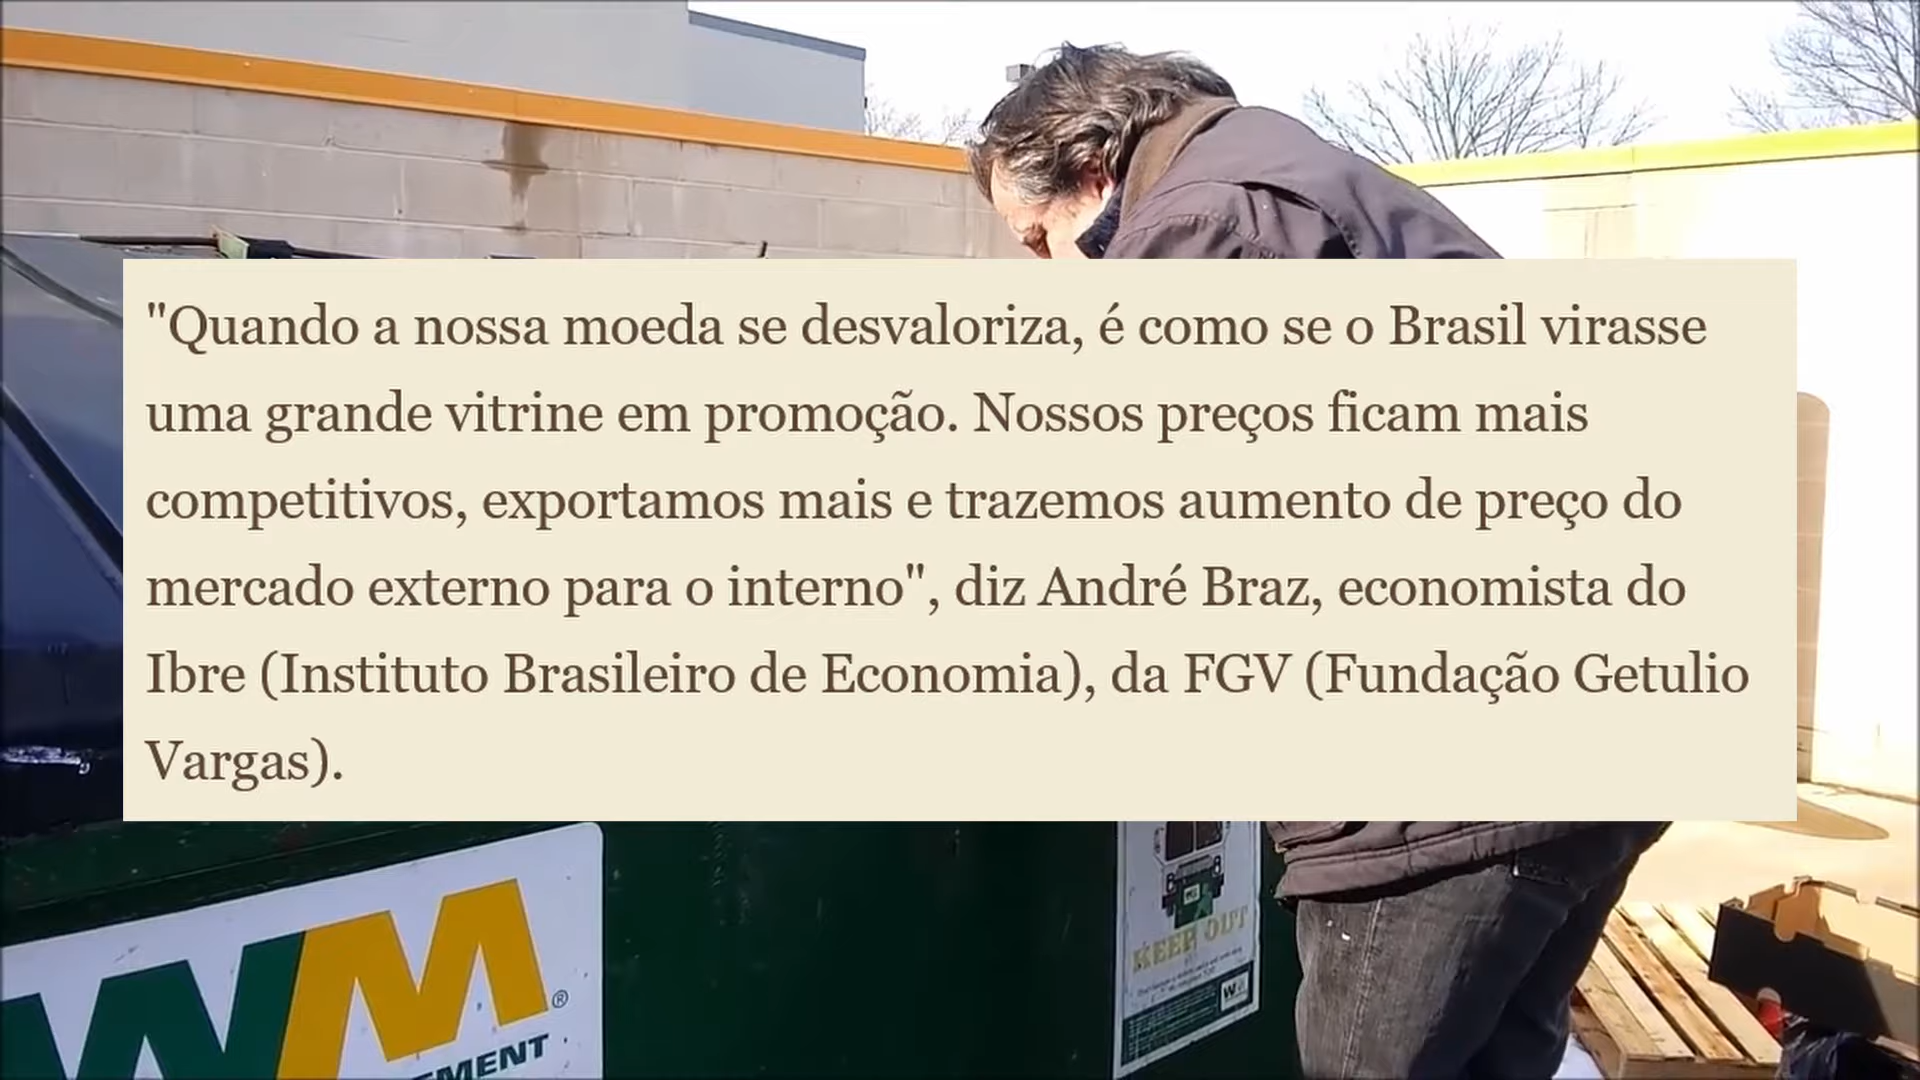 "Quando a nossa moeda se desvaloriza, é como se o Brasil virasse
uma grande vitrine em promoção. Nossos preços ficam mais
competitivos, exportamos mais e trazemos aumento de preço do
mercado externo para o interno", diz André Braz, economista do
Ibre (Instituto Brasileiro de Economia), da FGV (Fundação Getulio
Vargas).
KEEP OUT
WM®